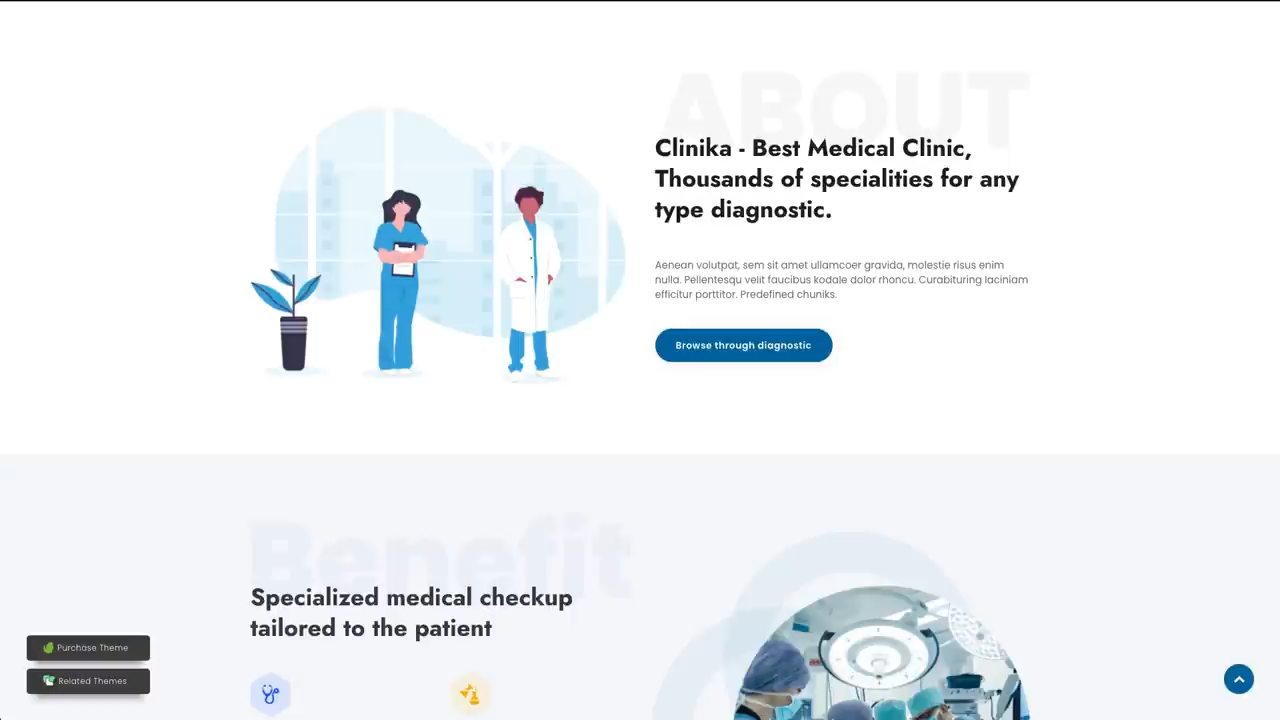 ABOUT
Clinika - Best Medical Clinic,
Thousands of specialities for any
type diagnostic.
Aenean volutpat, sem sit amet ullamcoer gravida, molestie risus enim
nulla. Pellentesqu velit faucibus kodale dolor rhoncu. Curabituring laciniam
efficitur porttitor. Predefined chuniks.
Browse through diagnostic
Benefit
Specialized medical checkup
tailored to the patient
Purchase Theme
Related Themes